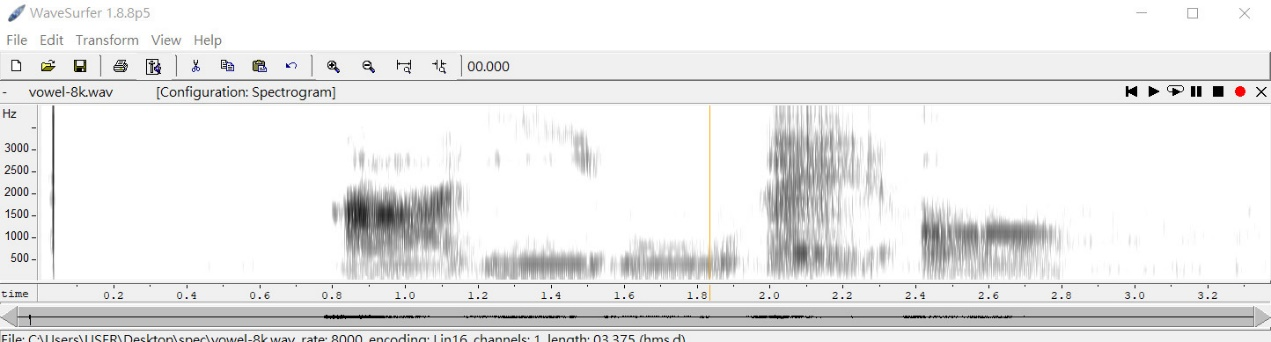 WaveSurfer 1.8.8p5
File Edit Transform View Help
00.000
- vowel-8k.wav [Configuration: Spectrogram]
Hz
3000
2500
2000
1500
1000
500
time 0.2 0.4 0.6 0.8 1.0 1.2 1.4 1.6 1.8 2.0 2.2 2.4 2.6 2.8 3.0 3.2
File: C:\Users\USER\Desktop\spec\vowel-8k.wav rate: 8000 encoding: Lin16 channels: 1 length: 03.375 (hms.d)